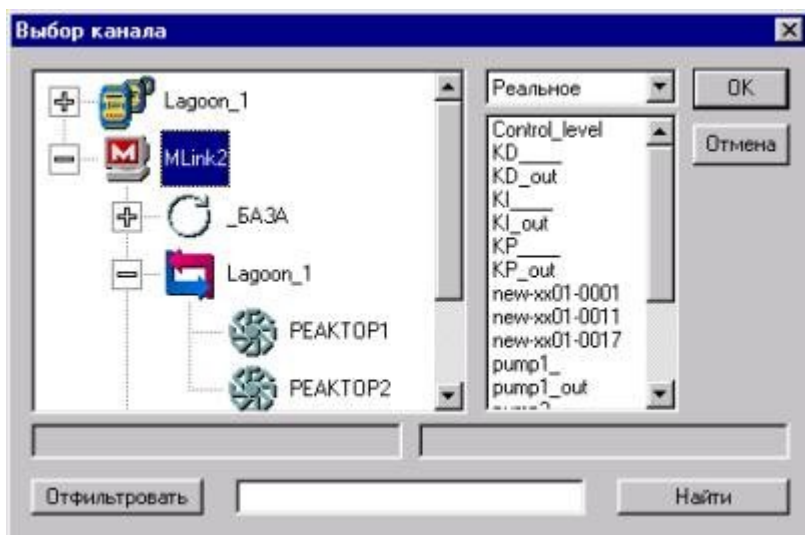 Выбор канала
Lagoon_1
MLink2
_БАЗА
Lagoon_1
РЕАКТОР1
РЕАКТОР2
Реальное
Control_level
KD____
KD_out
KI____
KI_out
KP____
KP_out
new-xx01-0001
new-xx01-0011
new-xx01-0017
pump1_
pump1_out
OK
Отмена
Отфильтровать
Найти